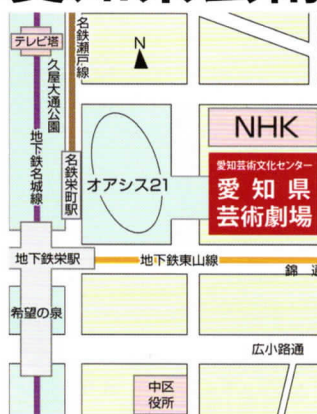 テレビ塔
久屋大通公園
名鉄瀬戸線
N
地下鉄名城線
名鉄栄町駅
オアシス21
NHK
愛知芸術文化センター
愛知県
芸術劇場
地下鉄栄駅
地下鉄東山線
錦 通
希望の泉
広小路通
中区
役所